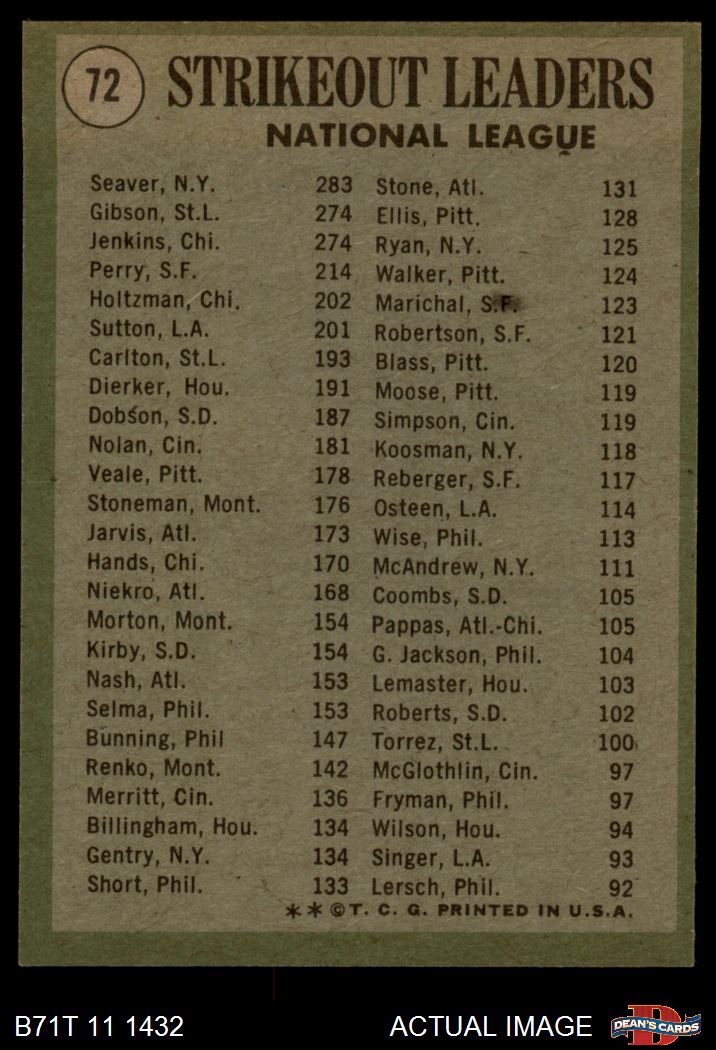 72
STRIKEOUT LEADERS
NATIONAL LEAGUE
Seaver, N.Y. 283
Gibson, St.L. 274
Jenkins, Chi. 274
Perry, S.F. 214
Holtzman, Chi. 202
Sutton, L.A. 201
Carlton, St.L. 193
Dierker, Hou. 191
Dobson, S.D. 187
Nolan, Cin. 181
Veale, Pitt. 178
Stoneman, Mont. 176
Jarvis, Atl. 173
Hands, Chi. 170
Niekro, Atl. 168
Morton, Mont. 154
Kirby, S.D. 154
Nash, Atl. 153
Selma, Phil. 153
Bunning, Phil 147
Renko, Mont. 142
Merritt, Cin. 136
Billingham, Hou. 134
Gentry, N.Y. 134
Short, Phil. 133
Stone, Atl. 131
Ellis, Pitt. 128
Ryan, N.Y. 125
Walker, Pitt. 124
Marichal, S.F. 123
Robertson, S.F. 121
Blass, Pitt. 120
Moose, Pitt. 119
Simpson, Cin. 119
Koosman, N.Y. 118
Reberger, S.F. 117
Osteen, L.A. 114
Wise, Phil. 113
McAndrew, N.Y. 111
Coombs, S.D. 105
Pappas, Atl.-Chi. 105
G. Jackson, Phil. 104
Lemaster, Hou. 103
Roberts, S.D. 102
Torrez, St.L. 100
McGlothlin, Cin. 97
Fryman, Phil. 97
Wilson, Hou. 94
Singer, L.A. 93
Lersch, Phil. 92
** © T. C. G. PRINTED IN U.S.A.
B71T 11 1432
ACTUAL IMAGE
D
DEAN'S CARDS